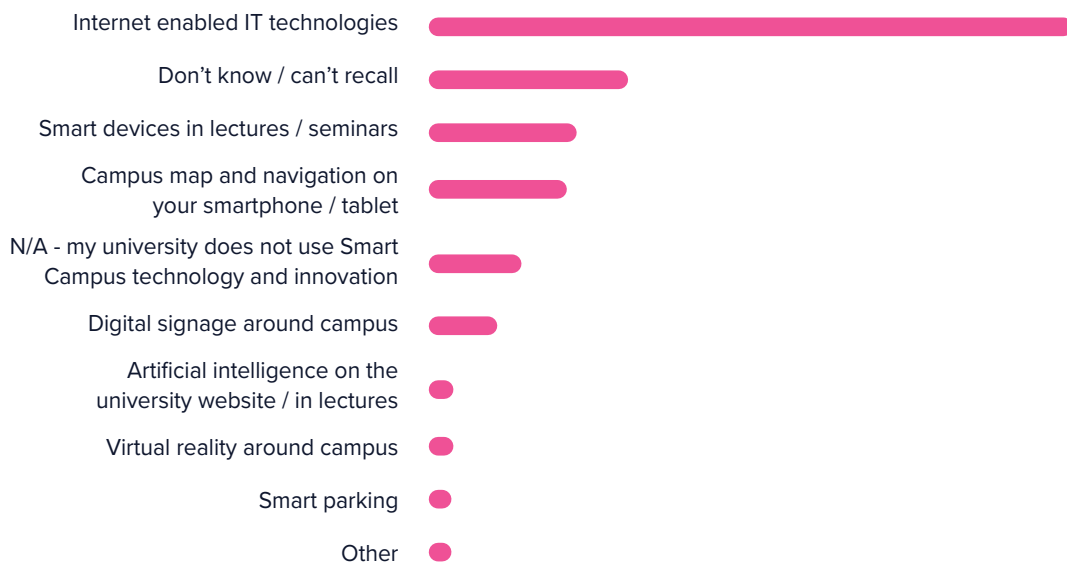 Internet enabled IT technologies
Don’t know / can’t recall
Smart devices in lectures / seminars
Campus map and navigation on
your smartphone / tablet
N/A - my university does not use Smart
Campus technology and innovation
Digital signage around campus
Artificial intelligence on the
university website / in lectures
Virtual reality around campus
Smart parking
Other